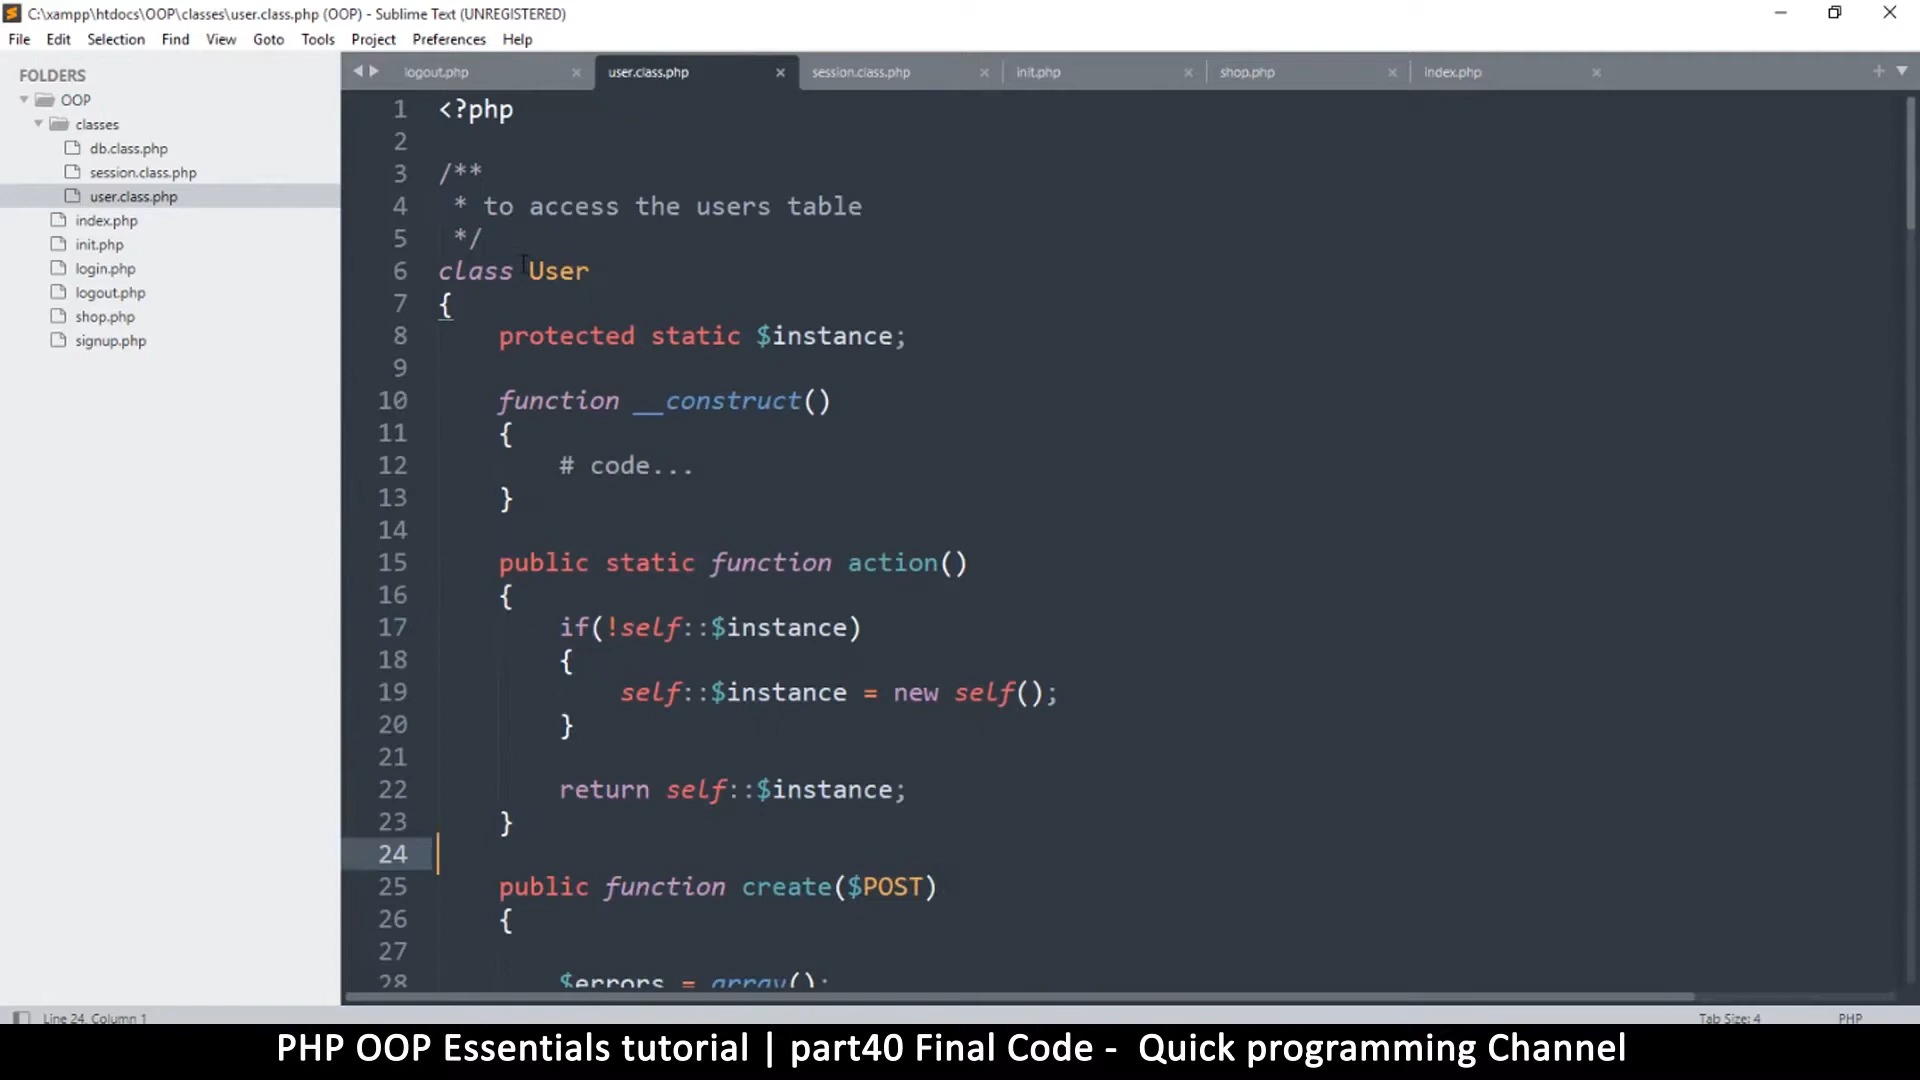 C:\xampp\htdocs\OOP\classes\user.class.php (OOP) - Sublime Text (UNREGISTERED)
File Edit Selection Find View Goto Tools Project Preferences Help
FOLDERS
OOP
classes
db.class.php
session.class.php
user.class.php
index.php
init.php
login.php
logout.php
shop.php
signup.php
logout.php user.class.php session.class.php init.php shop.php index.php
1 <?php
2
3 /**
4 * to access the users table
5 */
6 class User
7 {
8 protected static $instance;
9
10 function __construct()
11 {
12 # code...
13 }
14
15 public static function action()
16 {
17 if(!self::$instance)
18 {
19 self::$instance = new self();
20 }
21
22 return self::$instance;
23 }
24
25 public function create($POST)
26 {
27
28 $errors = array();
Line 24, Column 1 Tab Size: 4 PHP
PHP OOP Essentials tutorial | part40 Final Code - Quick programming Channel